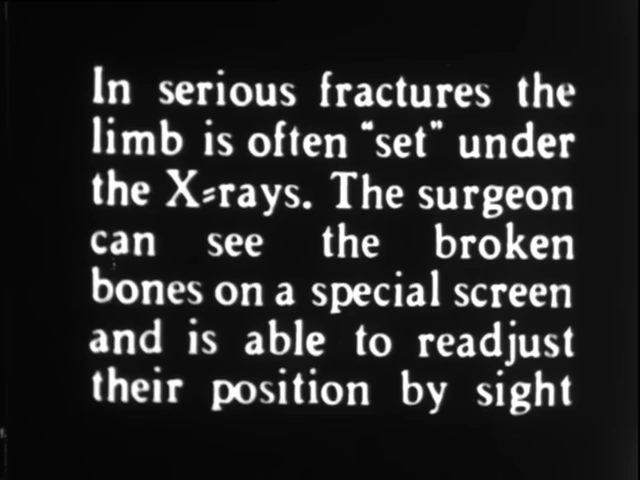 In serious fractures the
limb is often "set" under
the X-rays. The surgeon
can see the broken
bones on a special screen
and is able to readjust
their position by sight